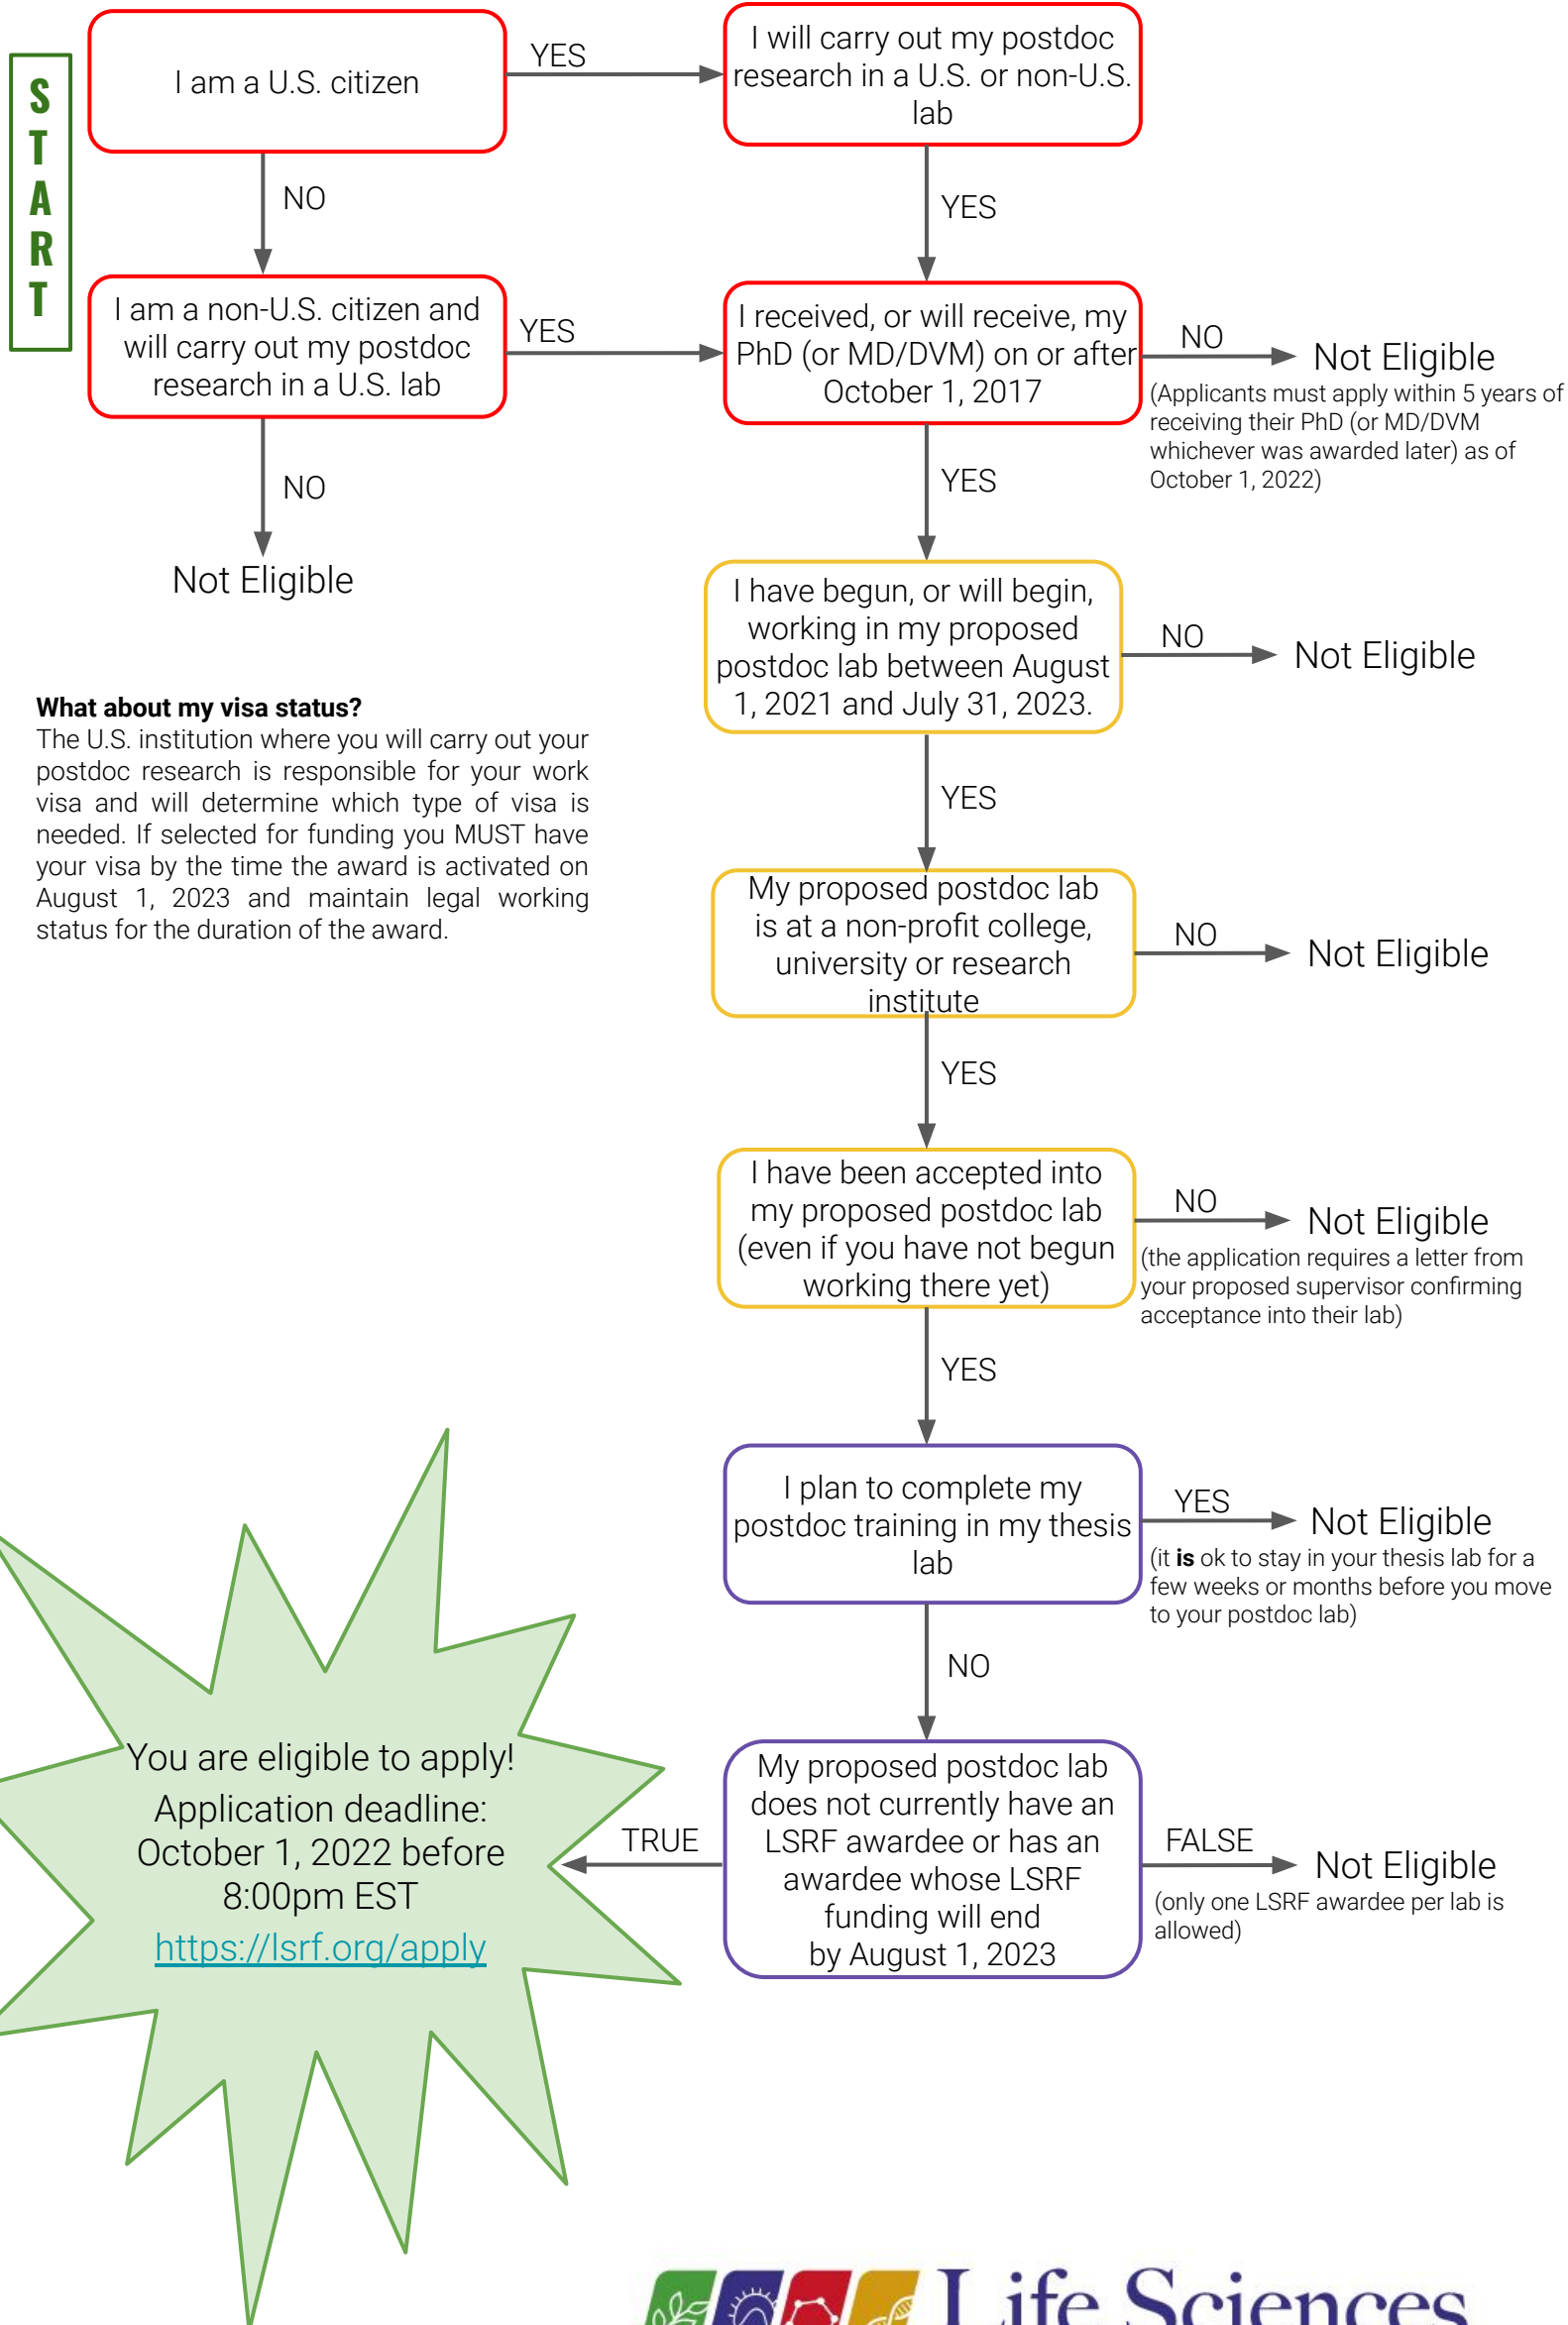 START
I am a U.S. citizen
YES
I will carry out my postdoc
research in a U.S. or non-U.S.
lab
NO
YES
I am a non-U.S. citizen and
will carry out my postdoc
research in a U.S. lab
YES
I received, or will receive, my
PhD (or MD/DVM) on or after
October 1, 2017
NO
Not Eligible
(Applicants must apply within 5 years of
receiving their PhD (or MD/DVM
whichever was awarded later) as of
October 1, 2022)
NO
Not Eligible
YES
I have begun, or will begin,
working in my proposed
postdoc lab between August
1, 2021 and July 31, 2023.
NO
Not Eligible
What about my visa status?
The U.S. institution where you will carry out your
postdoc research is responsible for your work
visa and will determine which type of visa is
needed. If selected for funding you MUST have
your visa by the time the award is activated on
August 1, 2023 and maintain legal working
status for the duration of the award.
YES
My proposed postdoc lab
is at a non-profit college,
university or research
institute
NO
Not Eligible
YES
I have been accepted into
my proposed postdoc lab
(even if you have not begun
working there yet)
NO
Not Eligible
(the application requires a letter from
your proposed supervisor confirming
acceptance into their lab)
YES
I plan to complete my
postdoc training in my thesis
lab
YES
Not Eligible
(it is ok to stay in your thesis lab for a
few weeks or months before you move
to your postdoc lab)
NO
My proposed postdoc lab
does not currently have an
LSRF awardee or has an
awardee whose LSRF
funding will end
by August 1, 2023
FALSE
Not Eligible
(only one LSRF awardee per lab is
allowed)
TRUE
You are eligible to apply!
Application deadline:
October 1, 2022 before
8:00pm EST
https://lsrf.org/apply
Life Sciences